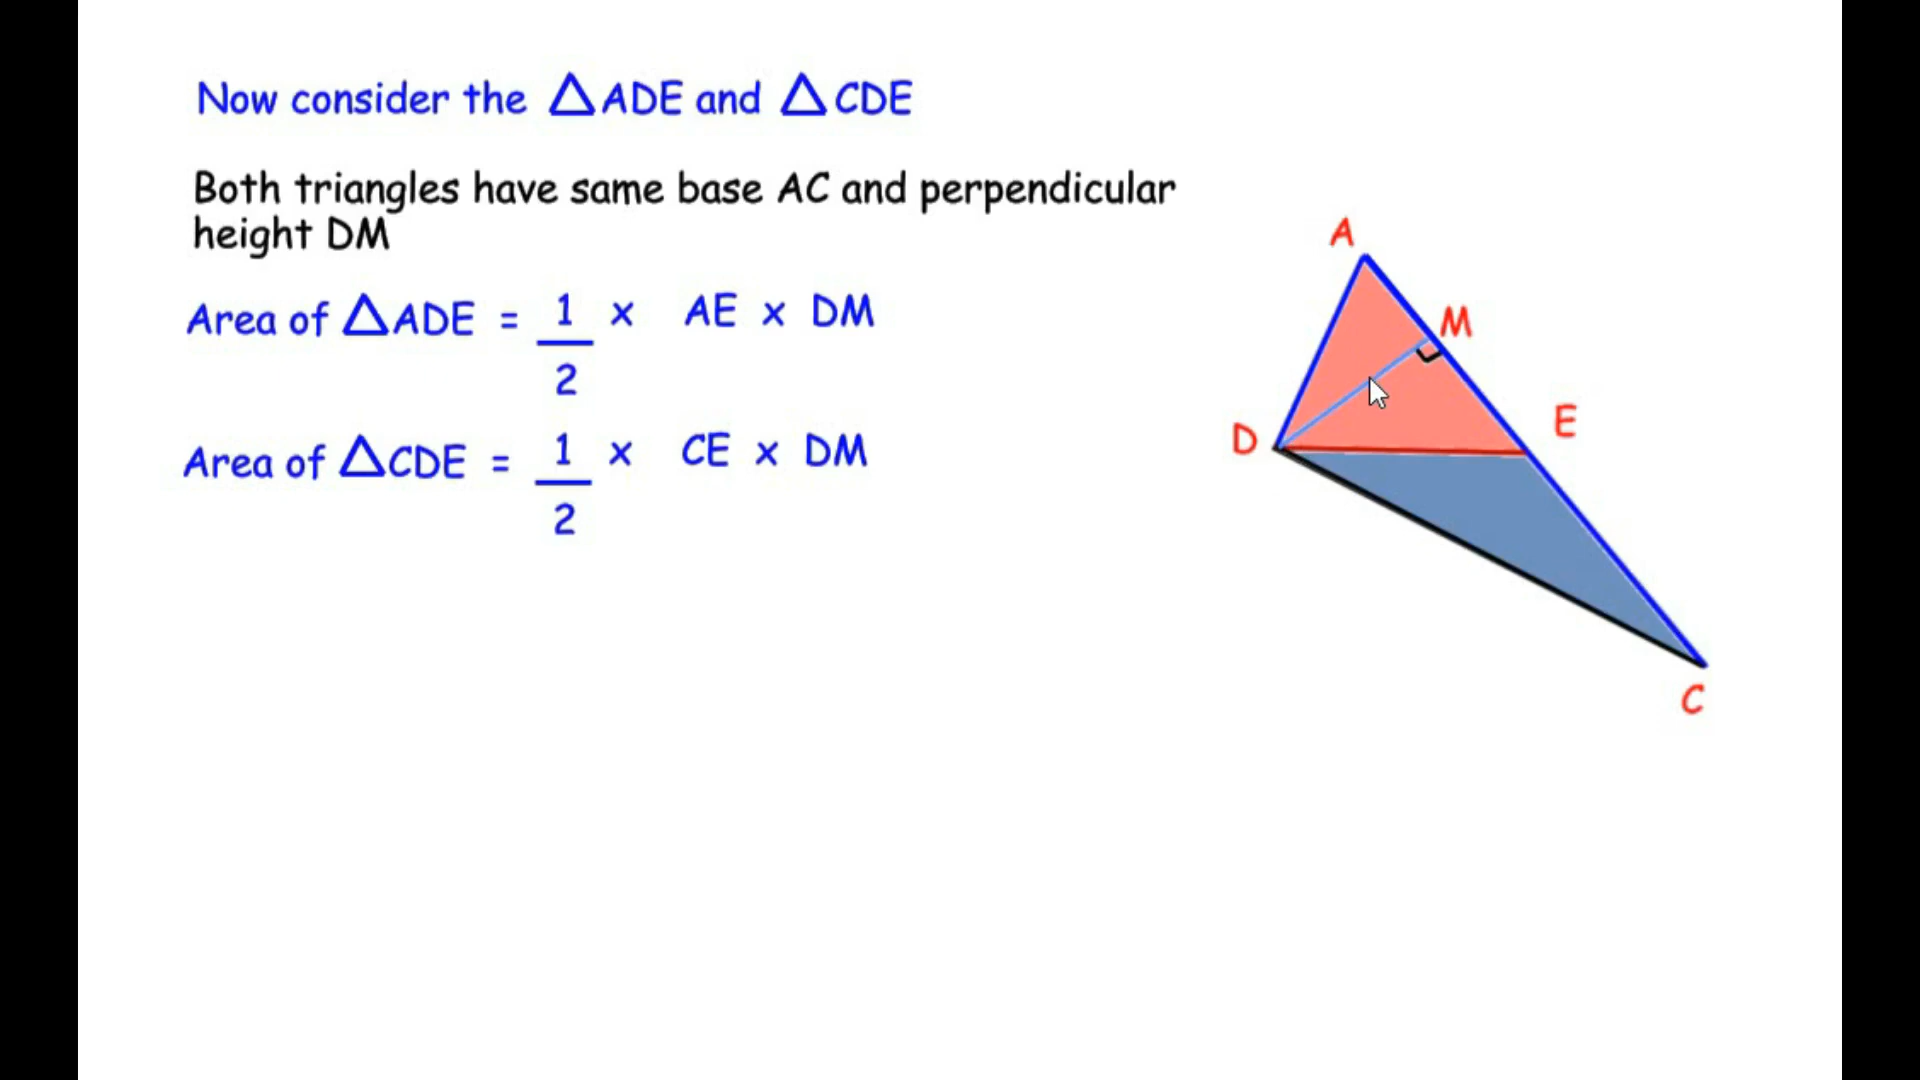 Now consider the △ADE and △CDE
Both triangles have same base AC and perpendicular
height DM
Area of △ADE = 1/2 x AE x DM
Area of △CDE = 1/2 x CE x DM
A
M
E
D
C